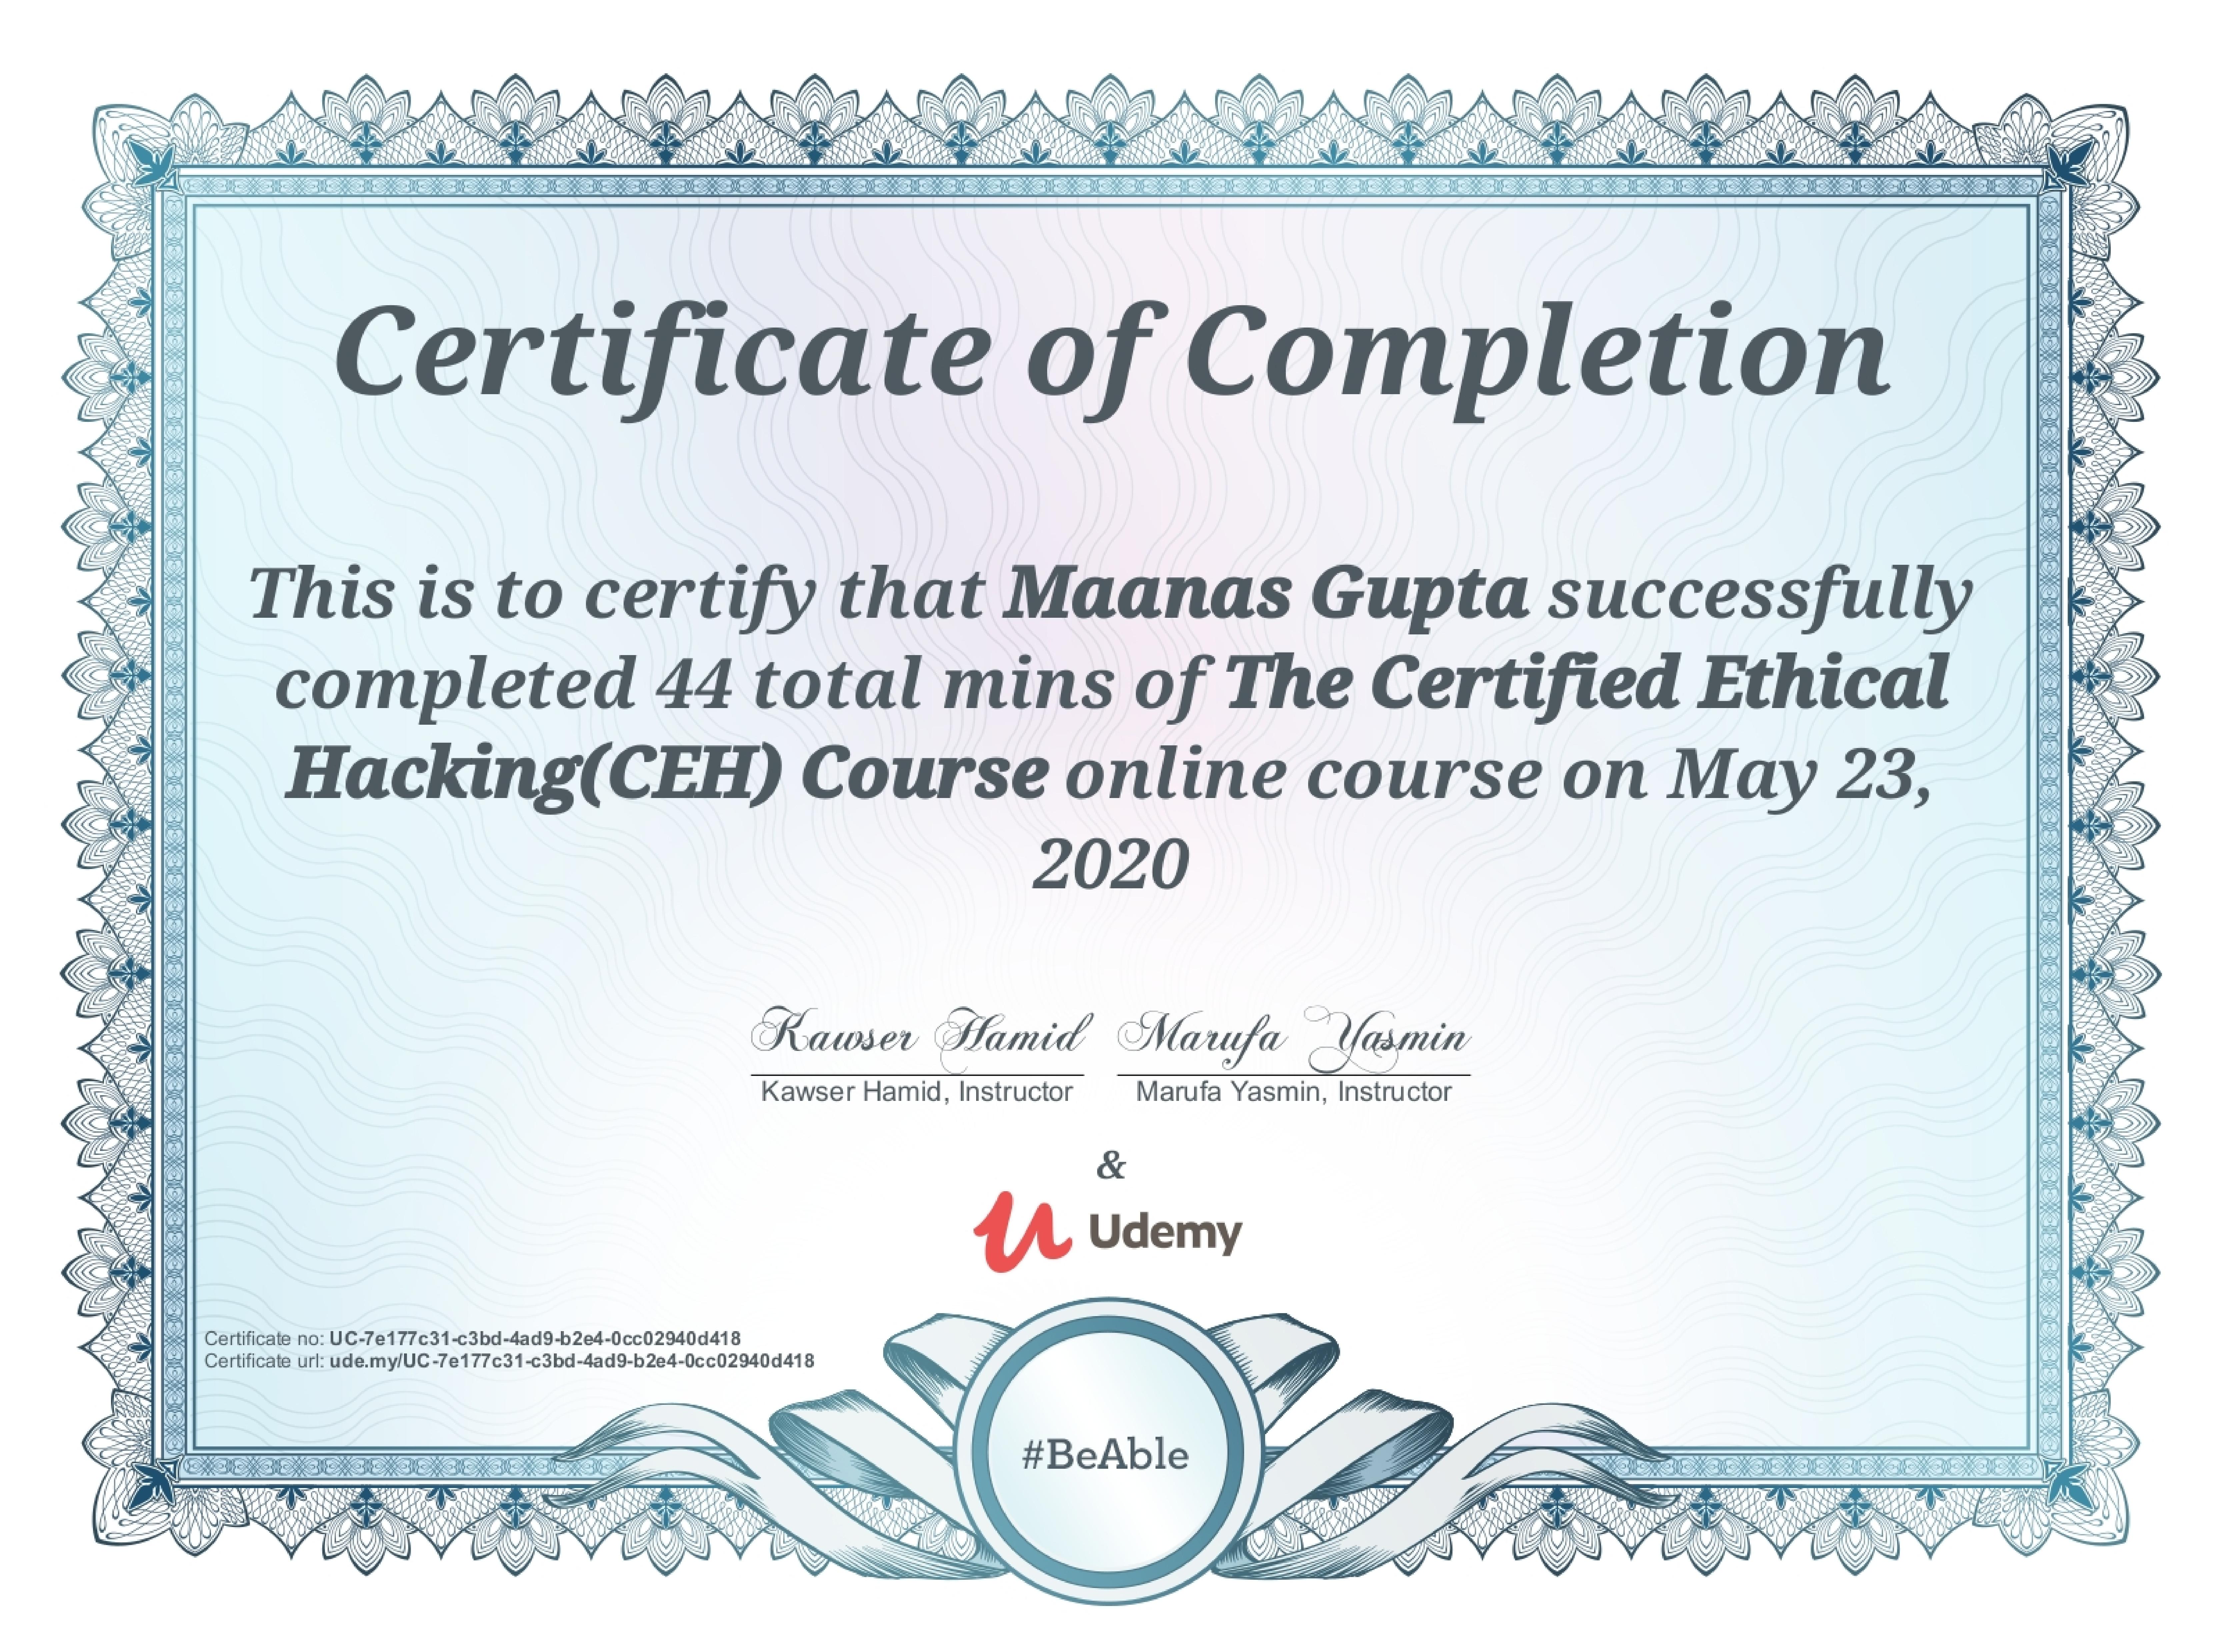 Certificate of Completion
This is to certify that Maanas Gupta successfully
completed 44 total mins of The Certified Ethical
Hacking(CEH) Course online course on May 23,
2020
Kawser Hamid Marufa Yasmin
Kawser Hamid, Instructor Marufa Yasmin, Instructor
&
Udemy
Certificate no: UC-7e177c31-c3bd-4ad9-b2e4-0cc02940d418
Certificate url: ude.my/UC-7e177c31-c3bd-4ad9-b2e4-0cc02940d418
#BeAble